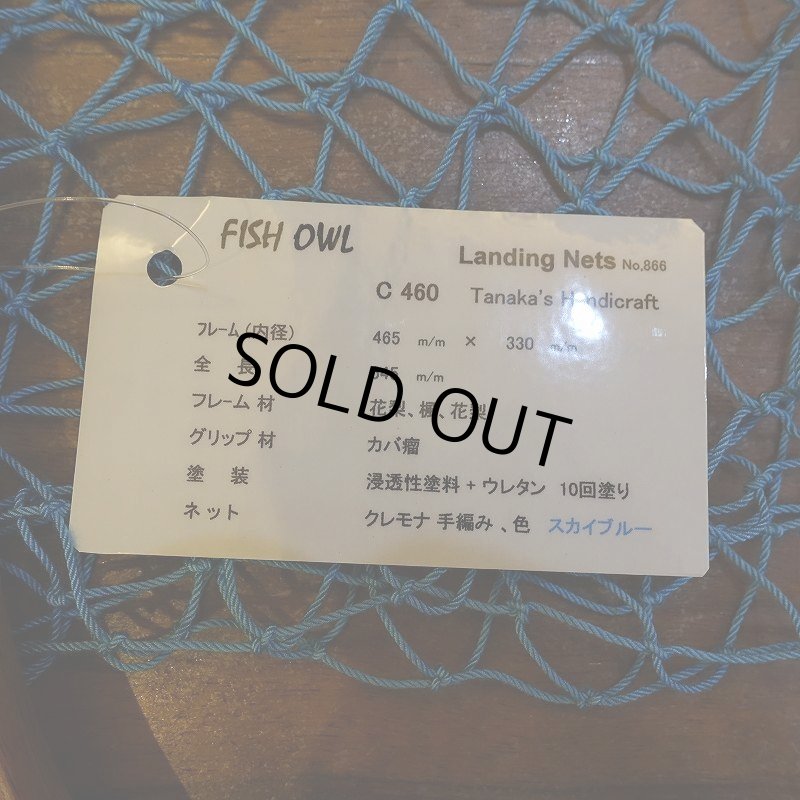 FISH OWL
Landing Nets No.866
C 460 Tanaka's Handicraft
フレーム(内径) 465 m/m × 330 m/m
全 長 m/m
フレーム材 花梨、楓、花梨
グリップ材 カバ瘤
塗 装 浸透性塗料+ウレタン 10回塗り
ネット クレモナ 手編み 、色 スカイブルー
SOLD OUT